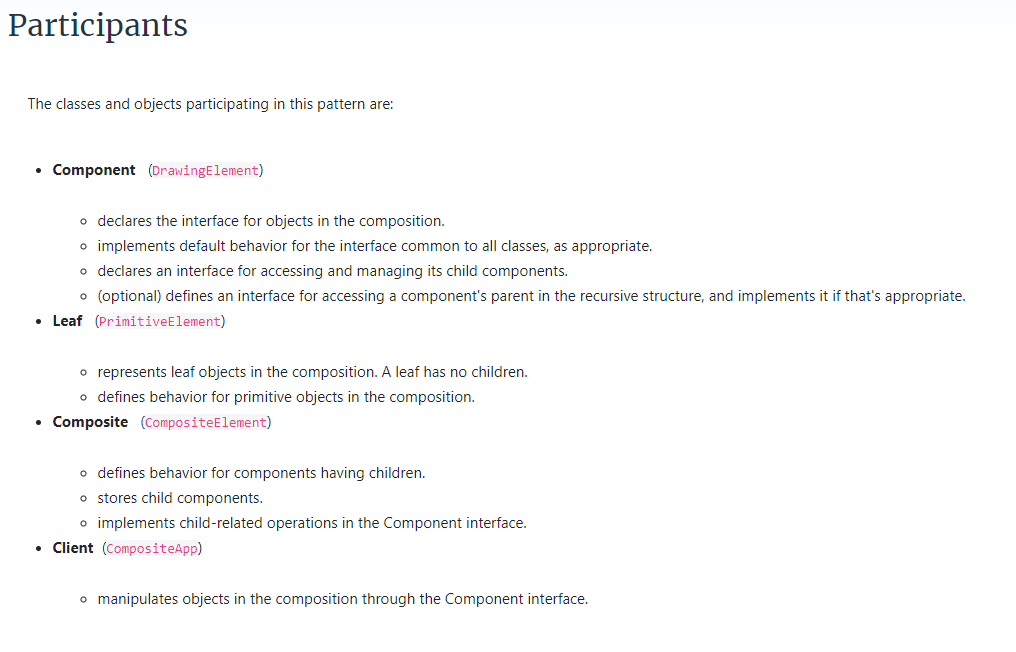 Participants
The classes and objects participating in this pattern are:
• Component (DrawingElement)
◦ declares the interface for objects in the composition.
◦ implements default behavior for the interface common to all classes, as appropriate.
◦ declares an interface for accessing and managing its child components.
◦ (optional) defines an interface for accessing a component's parent in the recursive structure, and implements it if that's appropriate.
• Leaf (PrimitiveElement)
◦ represents leaf objects in the composition. A leaf has no children.
◦ defines behavior for primitive objects in the composition.
• Composite (CompositeElement)
◦ defines behavior for components having children.
◦ stores child components.
◦ implements child-related operations in the Component interface.
• Client (CompositeApp)
◦ manipulates objects in the composition through the Component interface.